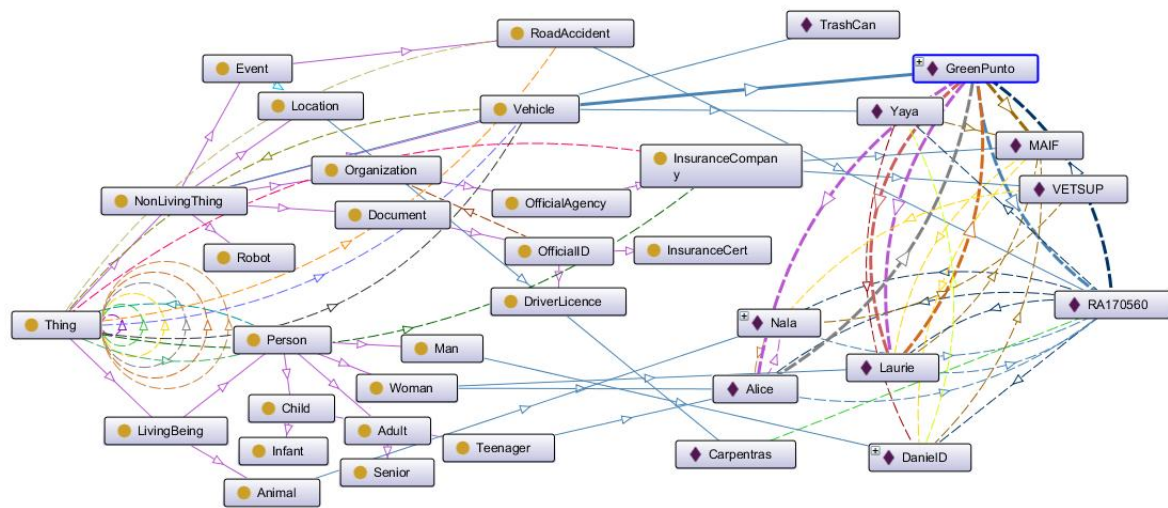 TrashCan
RoadAccident
Event
GreenPunto
Location
Vehicle
Yaya
MAIF
InsuranceCompan
y
Organization
VETSUP
NonLivingThing
OfficialAgency
Document
OfficialID
InsuranceCert
Robot
DriverLicence
RA170560
Thing
Nala
Person
Man
Laurie
Woman
Alice
Child
LivingBeing
Adult
Infant
Teenager
Carpentras
DanielD
Senior
Animal